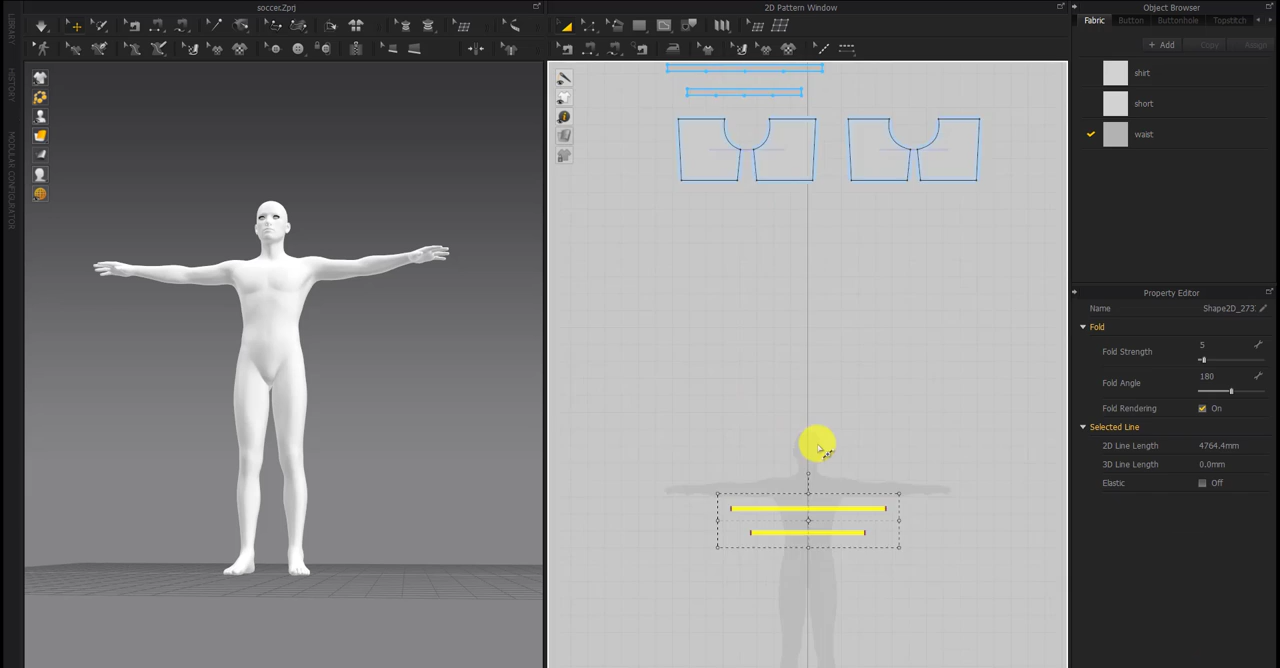 soccer.Zprj
2D Pattern Window
Object Browser
LIBRARY
HISTORY
MODULAR CONFIGURATOR
Fabric
Button
Buttonhole
Topstitch
+ Add
Copy
Assign
shirt
short
waist
Property Editor
Name
Shape2D_273
Fold
Fold Strength
5
Fold Angle
180
Fold Rendering
On
Selected Line
2D Line Length
4764.4mm
3D Line Length
0.0mm
Elastic
Off